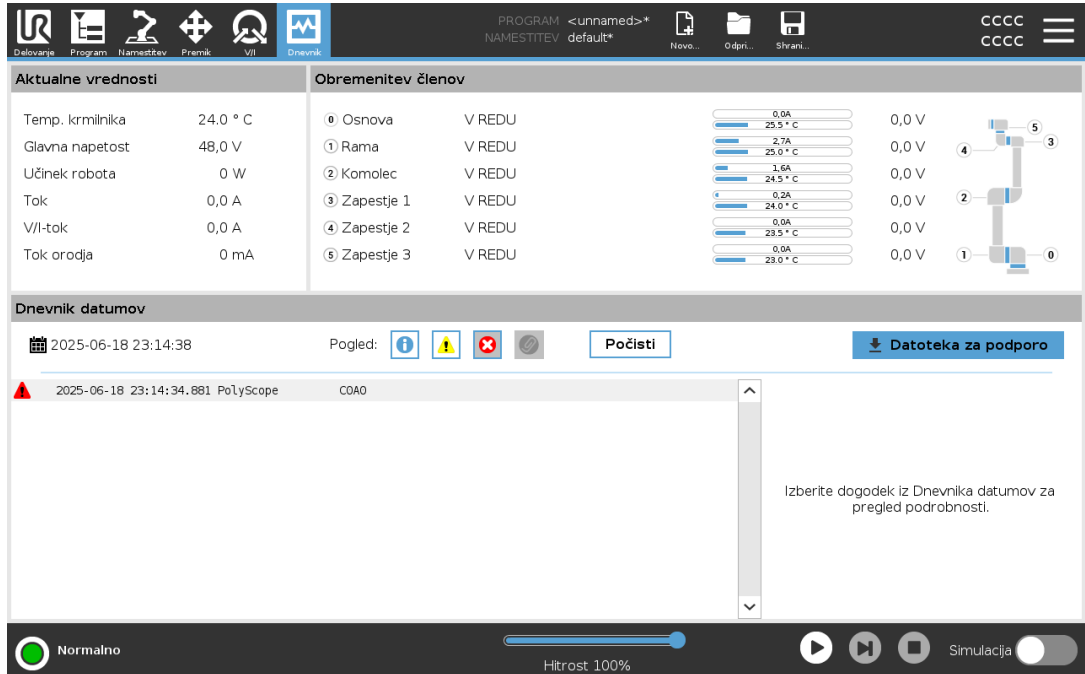 PROGRAM <unnamed>*
NAMESTITEV default*
CCCC
CCCC
Delovanje Program Namestitev Premik V/I Dnevnik Novo... Odpri... Shrani...
Aktualne vrednosti
Obremenitev členov
Temp. krmilnika 24.0 ° C
Glavna napetost 48,0 V
Učinek robota 0 W
Tok 0,0 A
V/I-tok 0,0 A
Tok orodja 0 mA
0 Osnova V REDU 0,0A 25.5 ° C 0,0 V
1 Rama V REDU 2,7A 25.0 ° C 0,0 V
2 Komolec V REDU 1,6A 24.5 ° C 0,0 V
3 Zapestje 1 V REDU 0,2A 24.0 ° C 0,0 V
4 Zapestje 2 V REDU 0,0A 23.5 ° C 0,0 V
5 Zapestje 3 V REDU 0,0A 23.0 ° C 0,0 V
5
3
4
2
1 0
Dnevnik datumov
2025-06-18 23:14:38 Pogled: Počisti Datoteka za podporo
2025-06-18 23:14:34.881 PolyScope C0A0
Izberite dogodek iz Dnevnika datumov za
pregled podrobnosti.
Normalno
Hitrost 100%
Simulacija